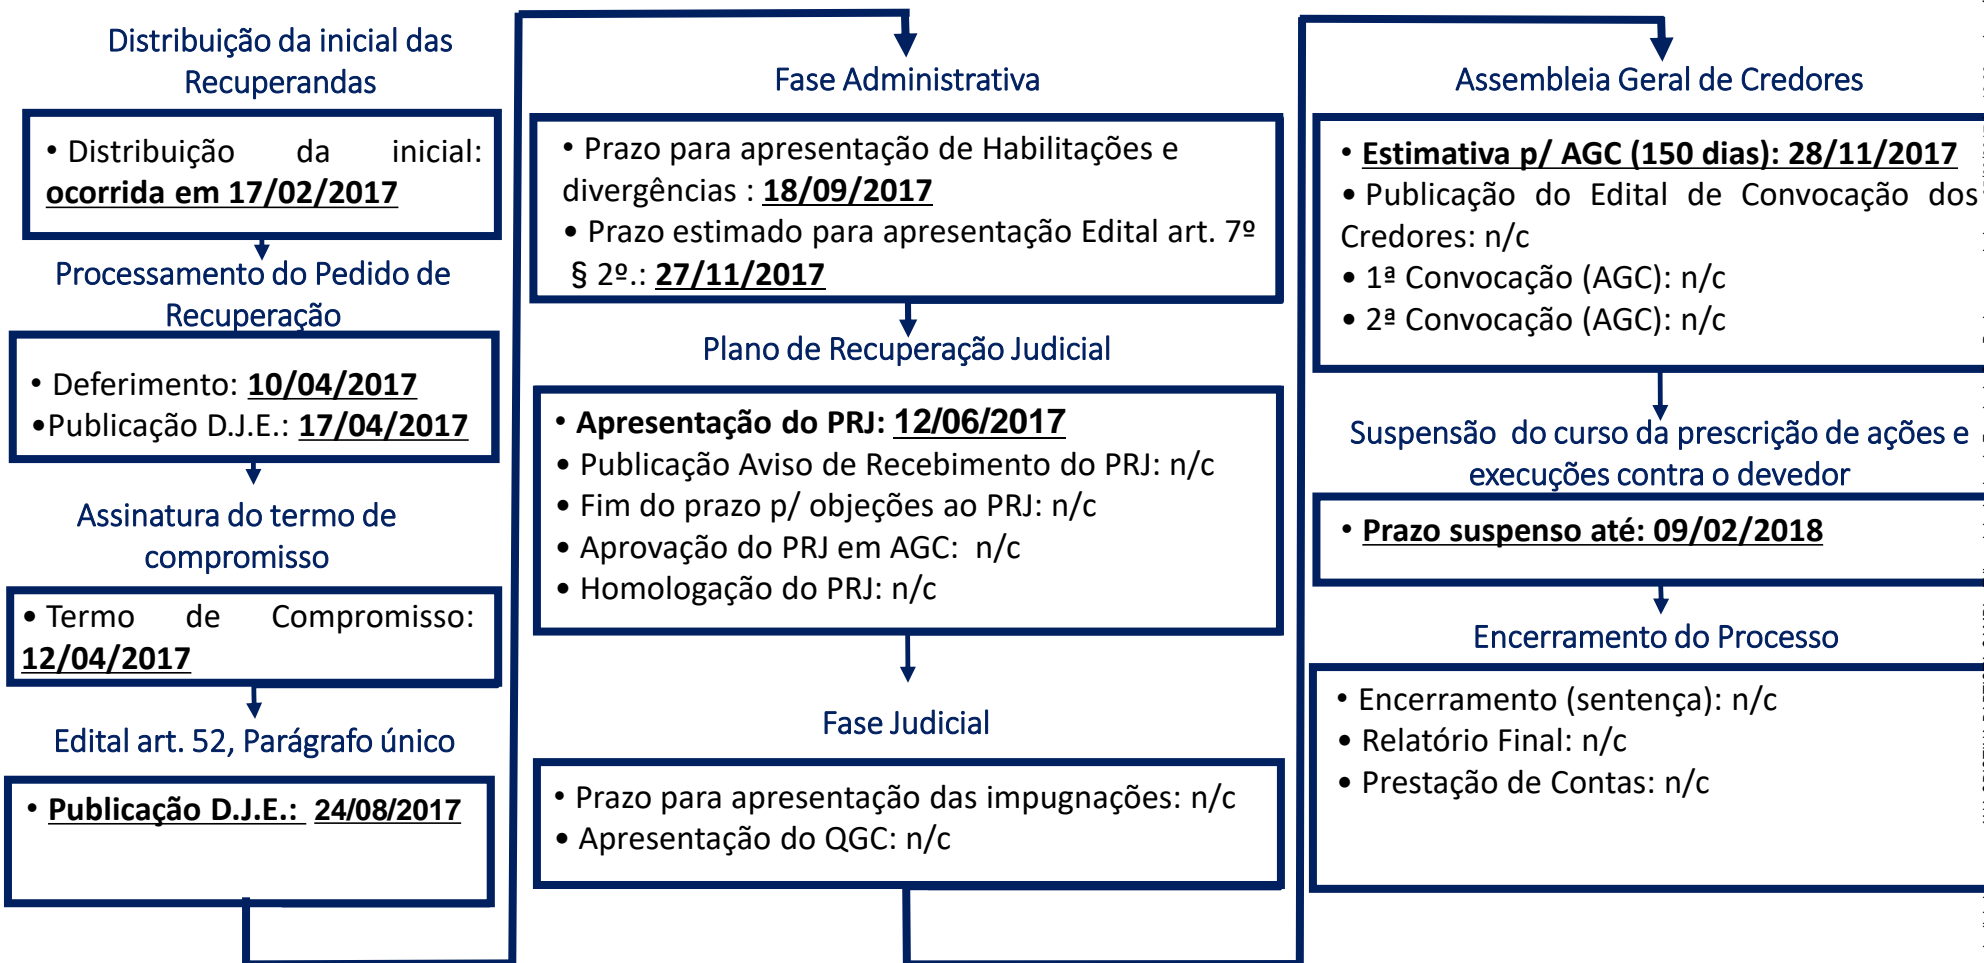 Distribuição da inicial das
Recuperandas
• Distribuição da inicial:
ocorrida em 17/02/2017
Processamento do Pedido de
Recuperação
• Deferimento: 10/04/2017
•Publicação D.J.E.: 17/04/2017
Assinatura do termo de
compromisso
• Termo de Compromisso:
12/04/2017
Edital art. 52, Parágrafo único
• Publicação D.J.E.: 24/08/2017
Fase Administrativa
• Prazo para apresentação de Habilitações e
divergências : 18/09/2017
• Prazo estimado para apresentação Edital art. 7º
§ 2º.: 27/11/2017
Plano de Recuperação Judicial
• Apresentação do PRJ: 12/06/2017
• Publicação Aviso de Recebimento do PRJ: n/c
• Fim do prazo p/ objeções ao PRJ: n/c
• Aprovação do PRJ em AGC: n/c
• Homologação do PRJ: n/c
Fase Judicial
• Prazo para apresentação das impugnações: n/c
• Apresentação do QGC: n/c
Assembleia Geral de Credores
• Estimativa p/ AGC (150 dias): 28/11/2017
• Publicação do Edital de Convocação dos
Credores: n/c
• 1ª Convocação (AGC): n/c
• 2ª Convocação (AGC): n/c
Suspensão do curso da prescrição de ações e
execuções contra o devedor
• Prazo suspenso até: 09/02/2018
Encerramento do Processo
• Encerramento (sentença): n/c
• Relatório Final: n/c
• Prestação de Contas: n/c